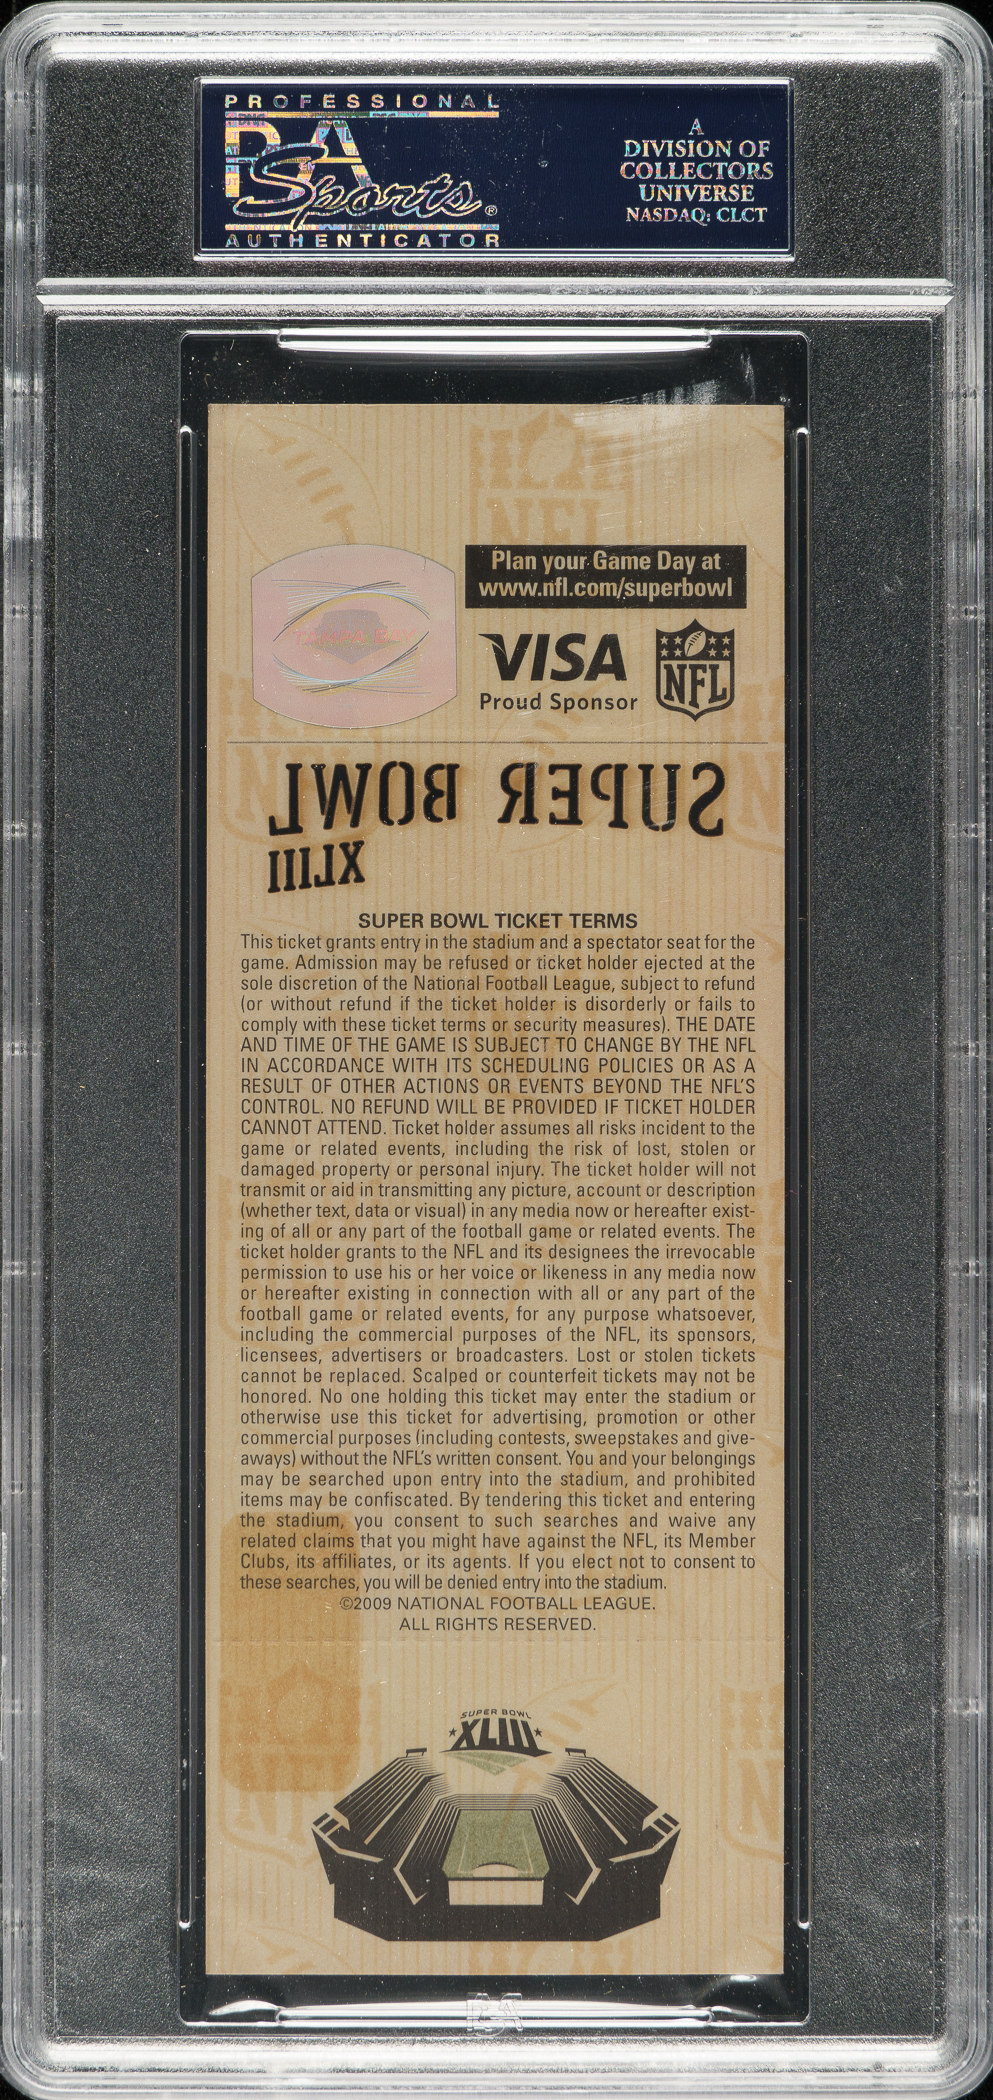 PROFESSIONAL
PSA
Sports®
AUTHENTICATOR
A
DIVISION OF
COLLECTORS
UNIVERSE
NASDAQ: CLCT
NFL
Plan your Game Day at
www.nfl.com/superbowl
TAMPA BAY
VISA
Proud Sponsor
NFL
SUPER BOWL
XLIII
SUPER BOWL TICKET TERMS
This ticket grants entry in the stadium and a spectator seat for the
game. Admission may be refused or ticket holder ejected at the
sole discretion of the National Football League, subject to refund
(or without refund if the ticket holder is disorderly or fails to
comply with these ticket terms or security measures). THE DATE
AND TIME OF THE GAME IS SUBJECT TO CHANGE BY THE NFL
IN ACCORDANCE WITH ITS SCHEDULING POLICIES OR AS A
RESULT OF OTHER ACTIONS OR EVENTS BEYOND THE NFL'S
CONTROL. NO REFUND WILL BE PROVIDED IF TICKET HOLDER
CANNOT ATTEND. Ticket holder assumes all risks incident to the
game or related events, including the risk of lost, stolen or
damaged property or personal injury. The ticket holder will not
transmit or aid in transmitting any picture, account or description
(whether text, data or visual) in any media now or hereafter exist-
ing of all or any part of the football game or related events. The
ticket holder grants to the NFL and its designees the irrevocable
permission to use his or her voice or likeness in any media now
or hereafter existing in connection with all or any part of the
football game or related events, for any purpose whatsoever,
including the commercial purposes of the NFL, its sponsors,
licensees, advertisers or broadcasters. Lost or stolen tickets
cannot be replaced. Scalped or counterfeit tickets may not be
honored. No one holding this ticket may enter the stadium or
otherwise use this ticket for advertising, promotion or other
commercial purposes (including contests, sweepstakes and give-
aways) without the NFL's written consent. You and your belongings
may be searched upon entry into the stadium, and prohibited
items may be confiscated. By tendering this ticket and entering
the stadium, you consent to such searches and waive any
related claims that you might have against the NFL, its Member
Clubs, its affiliates, or its agents. If you elect not to consent to
these searches, you will be denied entry into the stadium.
©2009 NATIONAL FOOTBALL LEAGUE.
ALL RIGHTS RESERVED.
SUPER BOWL
XLIII
PSA